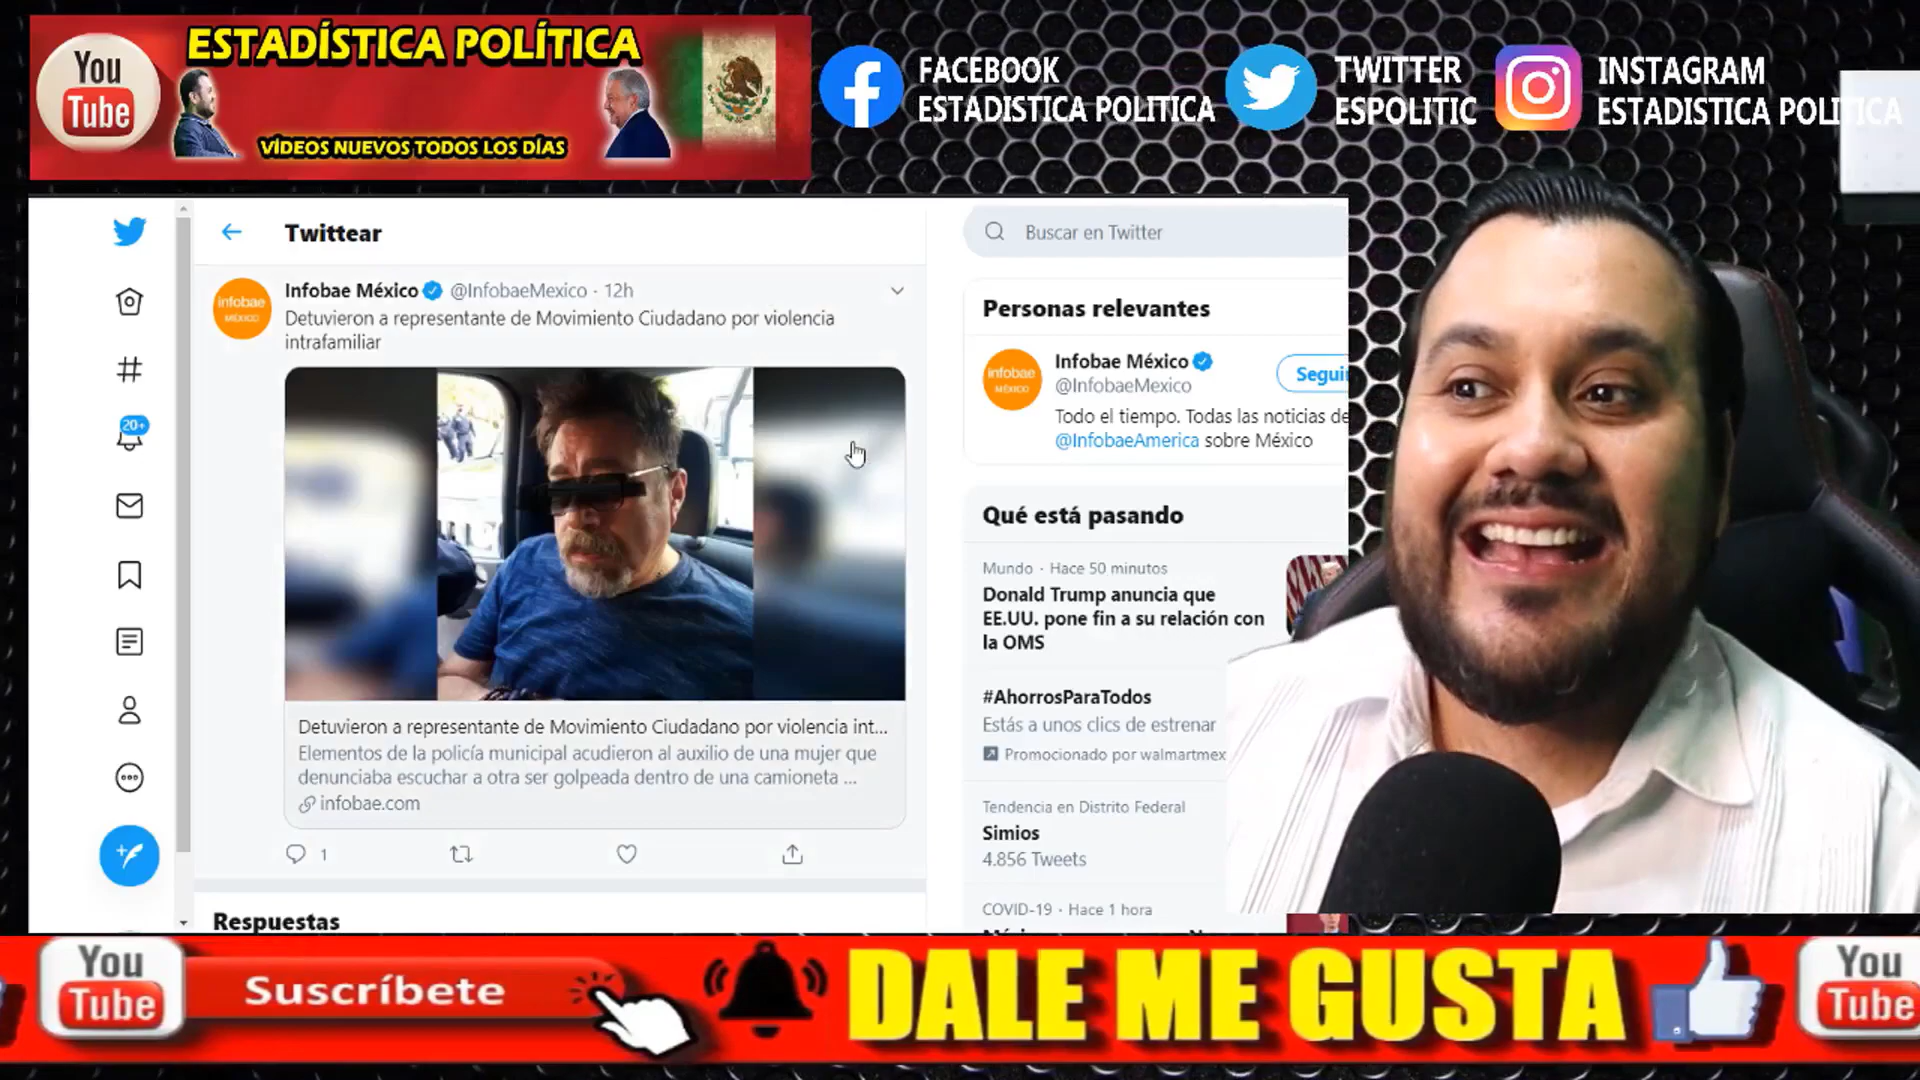 You
Tube
ESTADÍSTICA POLÍTICA
VÍDEOS NUEVOS TODOS LOS DÍAS
FACEBOOK
ESTADISTICA POLITICA
TWITTER
ESPOLITIC
INSTAGRAM
ESTADISTICA POLITICA
Twittear
infobae
MÉXICO
Infobae México @InfobaeMexico · 12h
Detuvieron a representante de Movimiento Ciudadano por violencia
intrafamiliar
20+
Detuvieron a representante de Movimiento Ciudadano por violencia int...
Elementos de la policía municipal acudieron al auxilio de una mujer que
denunciaba escuchar a otra ser golpeada dentro de una camioneta ...
infobae.com
1
Respuestas
Buscar en Twitter
Personas relevantes
infobae
MÉXICO
Infobae México
@InfobaeMexico
Seguir
Todo el tiempo. Todas las noticias de
@InfobaeAmerica sobre México
Qué está pasando
Mundo · Hace 50 minutos
Donald Trump anuncia que
EE.UU. pone fin a su relación con
la OMS
#AhorrosParaTodos
Estás a unos clics de estrenar
Promocionado por walmartmex
Tendencia en Distrito Federal
Simios
4.856 Tweets
COVID-19 · Hace 1 hora
You
Tube
Suscríbete
DALE ME GUSTA
You
Tube